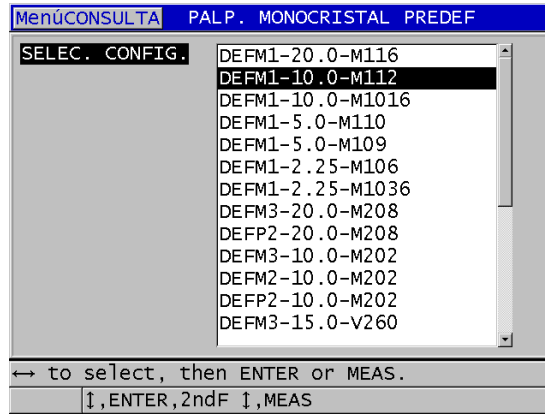 MenúCONSULTA PALP. MONOCRISTAL PREDEF
SELEC. CONFIG.
DEFM1-20.0-M116
DEFM1-10.0-M112
DEFM1-10.0-M1016
DEFM1-5.0-M110
DEFM1-5.0-M109
DEFM1-2.25-M106
DEFM1-2.25-M1036
DEFM3-20.0-M208
DEFP2-20.0-M208
DEFM3-10.0-M202
DEFM2-10.0-M202
DEFP2-10.0-M202
DEFM3-15.0-V260
↔ to select, then ENTER or MEAS.
↕,ENTER,2ndF ↕,MEAS